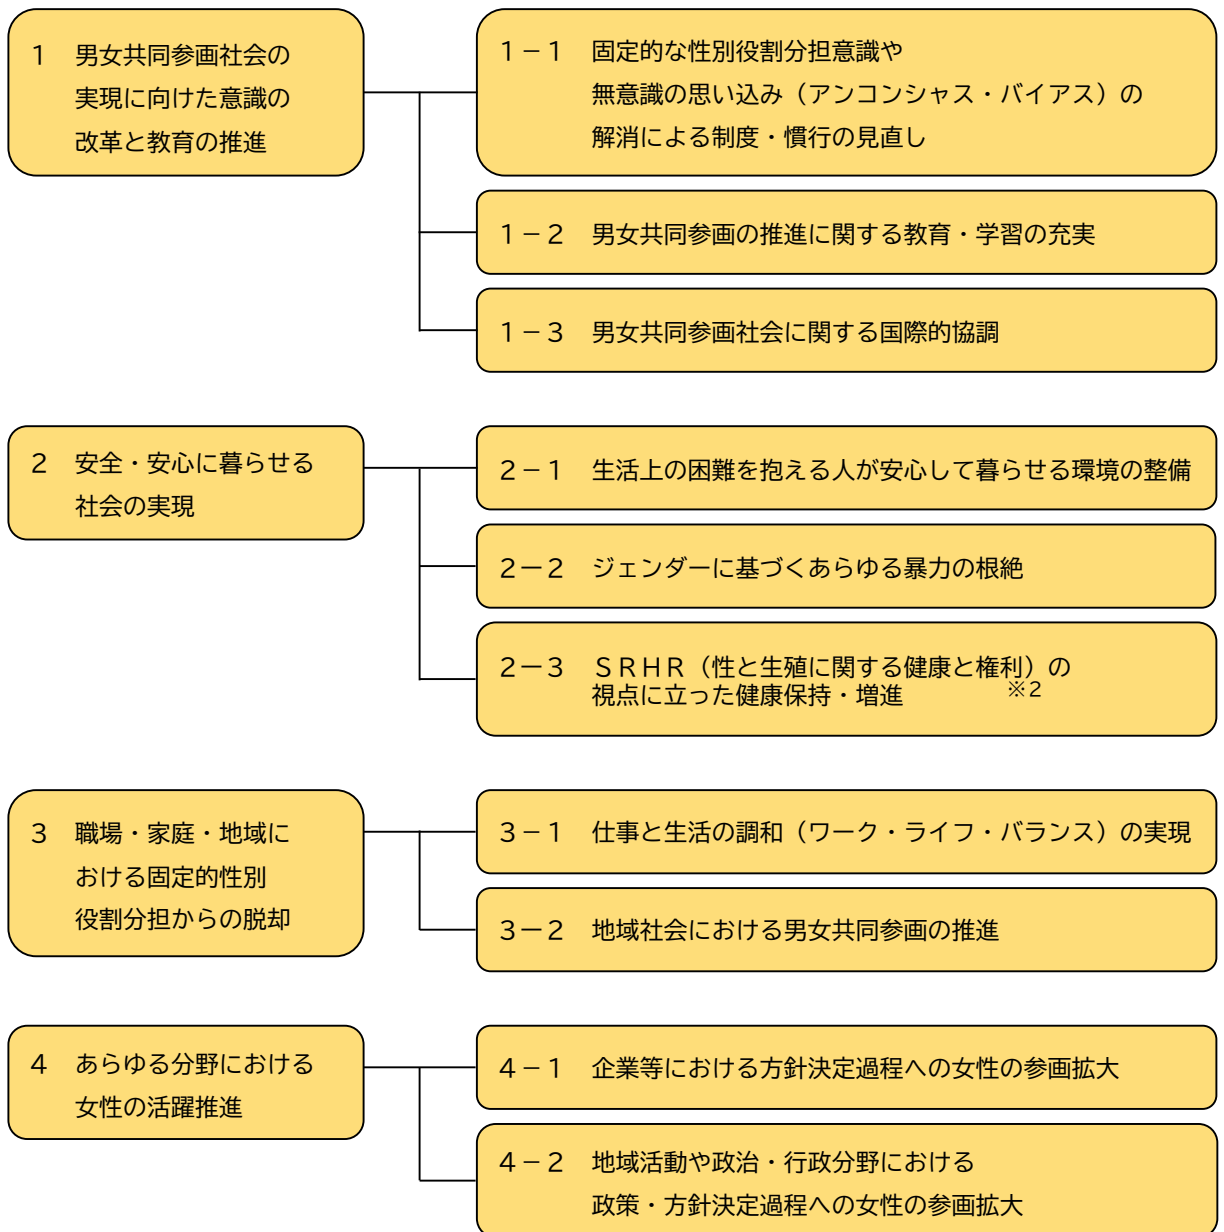 1 男女共同参画社会の
実現に向けた意識の
改革と教育の推進
1－1 固定的な性別役割分担意識や
無意識の思い込み（アンコンシャス・バイアス）の
解消による制度・慣行の見直し
1－2 男女共同参画の推進に関する教育・学習の充実
1－3 男女共同参画社会に関する国際的協調
2 安全・安心に暮らせる
社会の実現
2－1 生活上の困難を抱える人が安心して暮らせる環境の整備
2－2 ジェンダーに基づくあらゆる暴力の根絶
2－3 ＳＲＨＲ（性と生殖に関する健康と権利）の
視点に立った健康保持・増進 ※2
3 職場・家庭・地域に
おける固定的性別
役割分担からの脱却
3－1 仕事と生活の調和（ワーク・ライフ・バランス）の実現
3－2 地域社会における男女共同参画の推進
4 あらゆる分野における
女性の活躍推進
4－1 企業等における方針決定過程への女性の参画拡大
4－2 地域活動や政治・行政分野における
政策・方針決定過程への女性の参画拡大